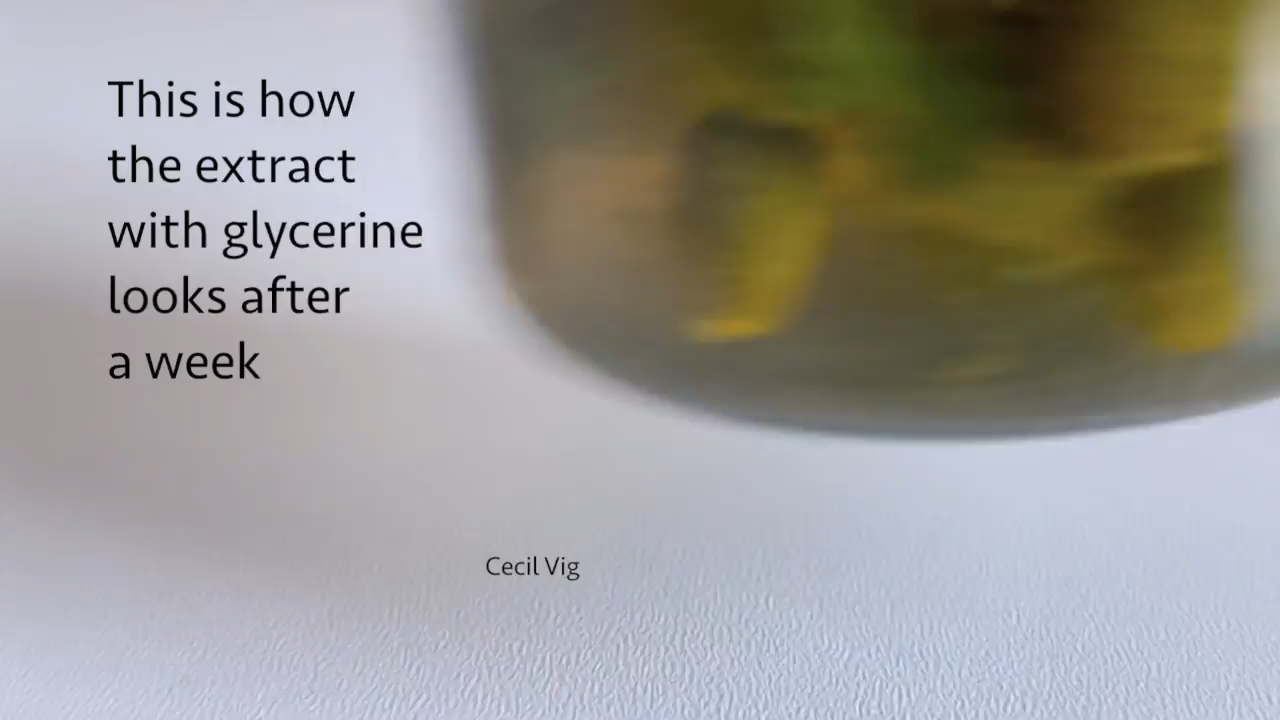 This is how
the extract
with glycerine
looks after
a week
Cecil Vig